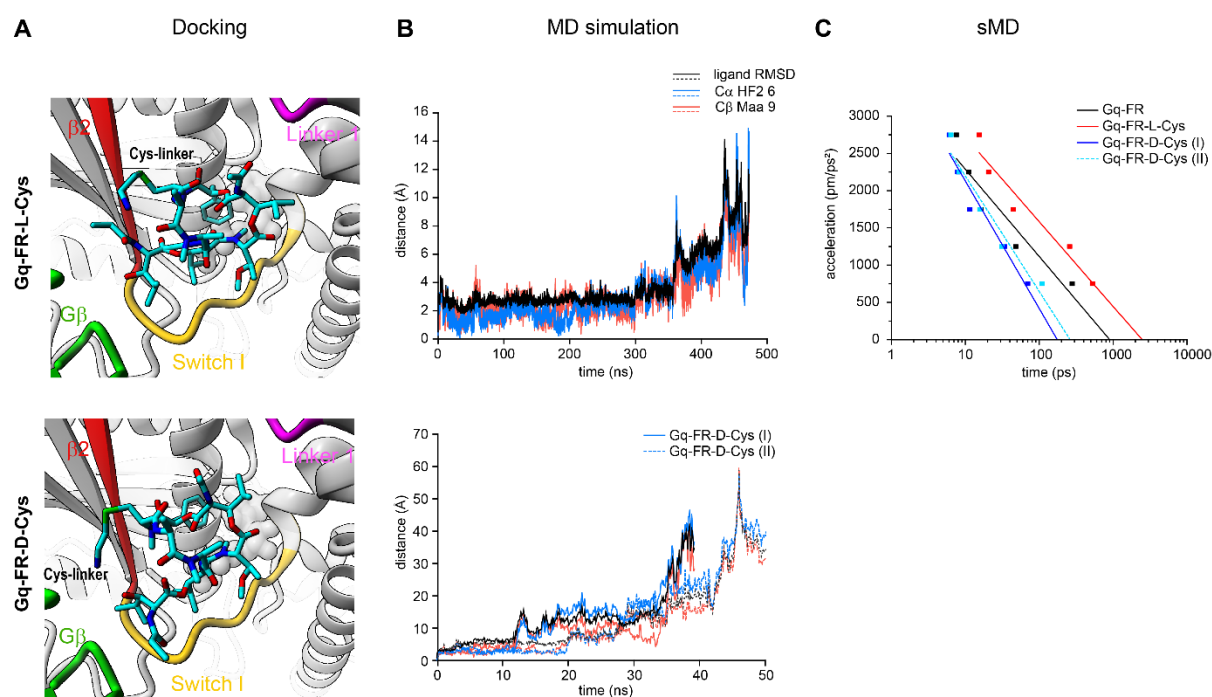 A Docking
B MD simulation
C sMD
Gq-FR-L-Cys
β2
Cys-linker
Linker 1
Gβ
Switch I
ligand RMSD
Cα HF2 6
Cβ Maa 9
distance (Å)
16
14
12
10
8
6
4
2
0
0 100 200 300 400 500
time (ns)
Gq-FR
Gq-FR-L-Cys
Gq-FR-D-Cys (I)
Gq-FR-D-Cys (II)
acceleration (pm/ps²)
3000
2500
2000
1500
1000
500
0
1 10 100 1000 10000
time (ps)
Gq-FR-D-Cys
β2
Linker 1
Cys-linker
Gβ
Switch I
Gq-FR-D-Cys (I)
Gq-FR-D-Cys (II)
distance (Å)
70
60
50
40
30
20
10
0
0 10 20 30 40 50
time (ns)